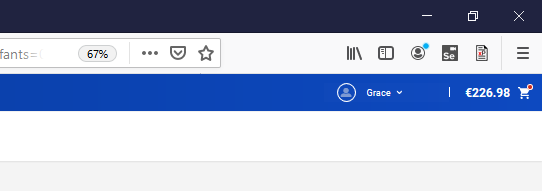 fants=
67%
Se
Grace
€226.98